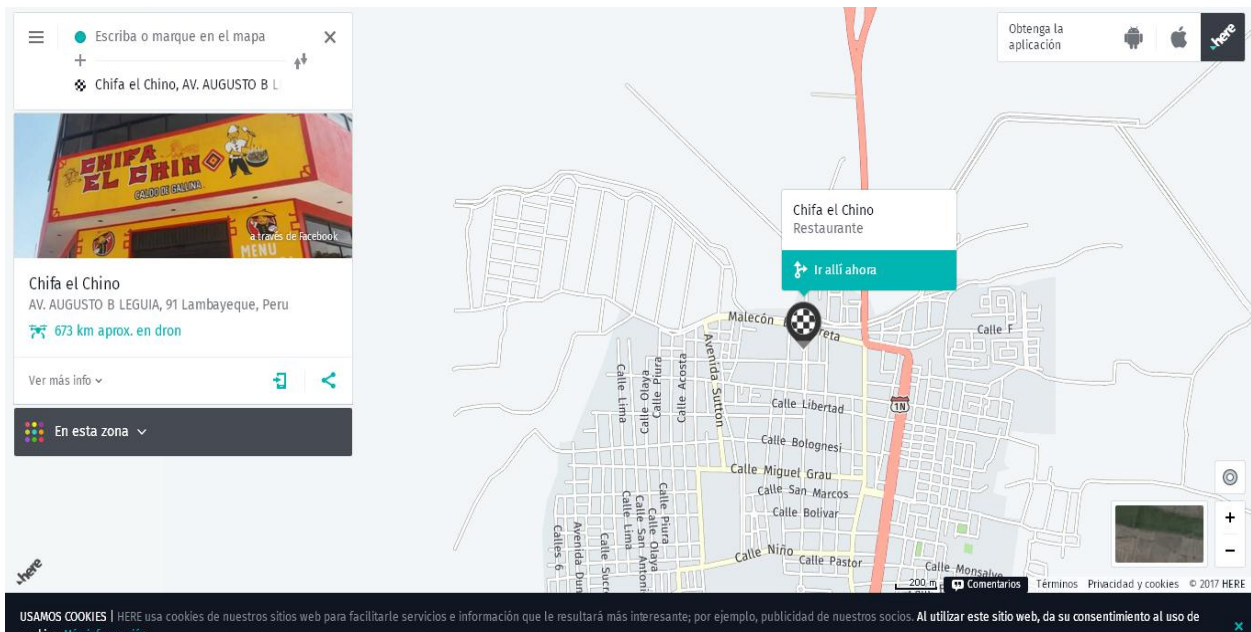 Escriba o marque en el mapa
Chifa el Chino, AV. AUGUSTO B L
CHIFA
EL CHINO
CALDO DE GALLINA
MENU
a través de Facebook
Chifa el Chino
AV. AUGUSTO B LEGUIA, 91 Lambayeque, Peru
673 km aprox. en dron
Ver más info
En esta zona
here
Obtenga la
aplicación
here
Chifa el Chino
Restaurante
Ir allí ahora
Malecón
reta
Calle F
1N
Avenida Sutton
Calle Acosta
Calle Piura
Calle Olaya
Calle Lima
Calle Libertad
Calle Bolognesi
Calle Miguel Grau
Calle San Marcos
Calle Bolivar
Calle Niño
Calle Pastor
Calle Monsalve
Calle Piura
Calle Olaya
Calle San Antoni
Calle Lima
Calle Sucre
Avenida Dun
Calles 6
200 m
Comentarios
Términos
Privacidad y cookies
© 2017 HERE
USAMOS COOKIES | HERE usa cookies de nuestros sitios web para facilitarle servicios e información que le resultará más interesante; por ejemplo, publicidad de nuestros socios. Al utilizar este sitio web, da su consentimiento al uso de